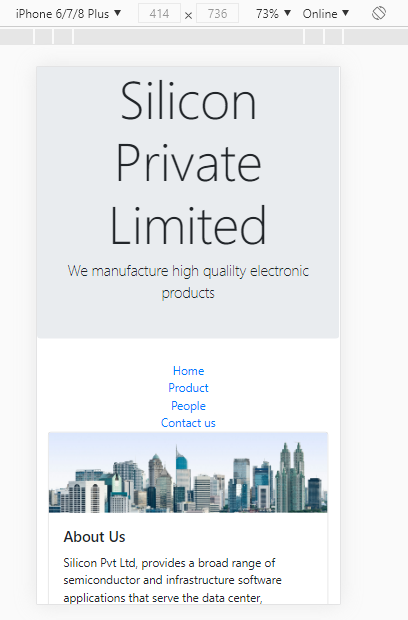 iPhone 6/7/8 Plus ▼ 414 × 736 73% ▼ Online ▼
Silicon
Private
Limited
We manufacture high qualilty electronic
products
Home
Product
People
Contact us
About Us
Silicon Pvt Ltd, provides a broad range of
semiconductor and infrastructure software
applications that serve the data center,